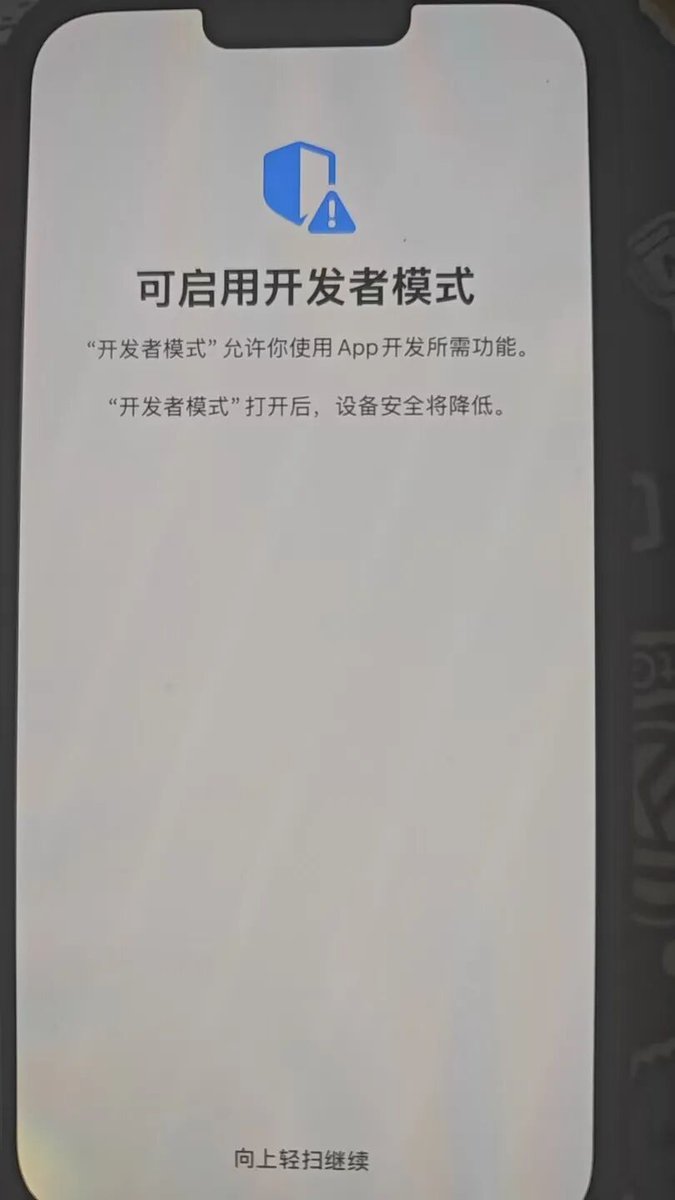 可启用开发者模式
“开发者模式”允许你使用App开发所需功能。
“开发者模式”打开后，设备安全将降低。
向上轻扫继续